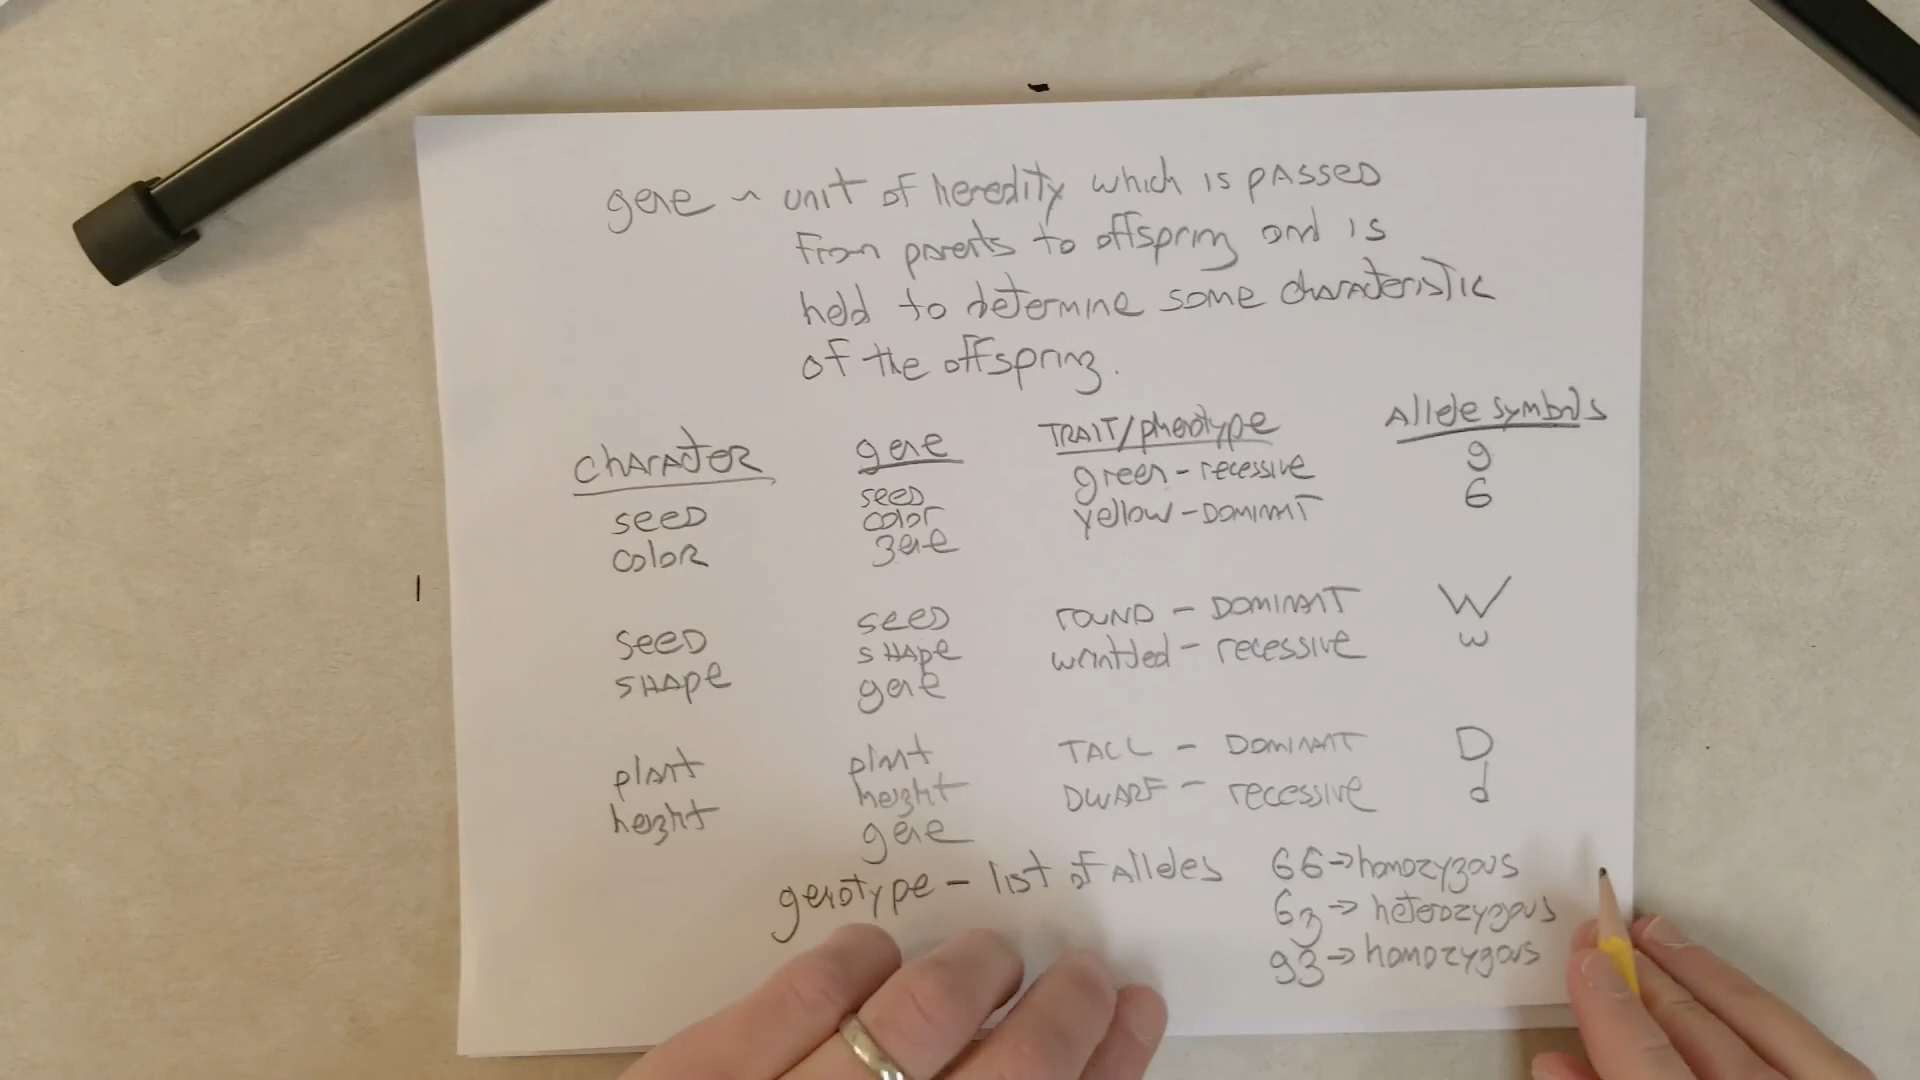 gene ~ unit of heredity which is passed
from parents to offspring and is
held to determine some characteristic
of the offspring.
character gene TRAIT/phenotype Allele symbols
seed color
seed color gene
green - recessive g
yellow - DOMINANT G
seed shape
seed shape gene
round - DOMINANT W
wrinkled - recessive w
plant height
plant height gene
TALL - DOMINANT D
DWARF - recessive d
genotype - list of Alleles
GG -> homozygous
Gg -> heterozygous
gg -> homozygous